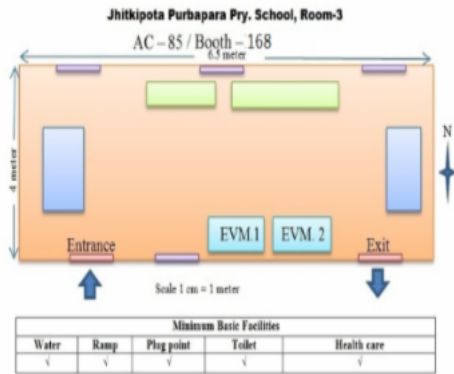 Jhitkipota Purbapara Pry. School, Room-3
AC – 85 / Booth – 168
6.5 meter
4 meter
N
EVM.1 EVM. 2
Entrance Exit
Scale 1 cm = 1 meter
Minimum Basic Facilities
Water Ramp Plug point Toilet Health care
√ √ √ √ √